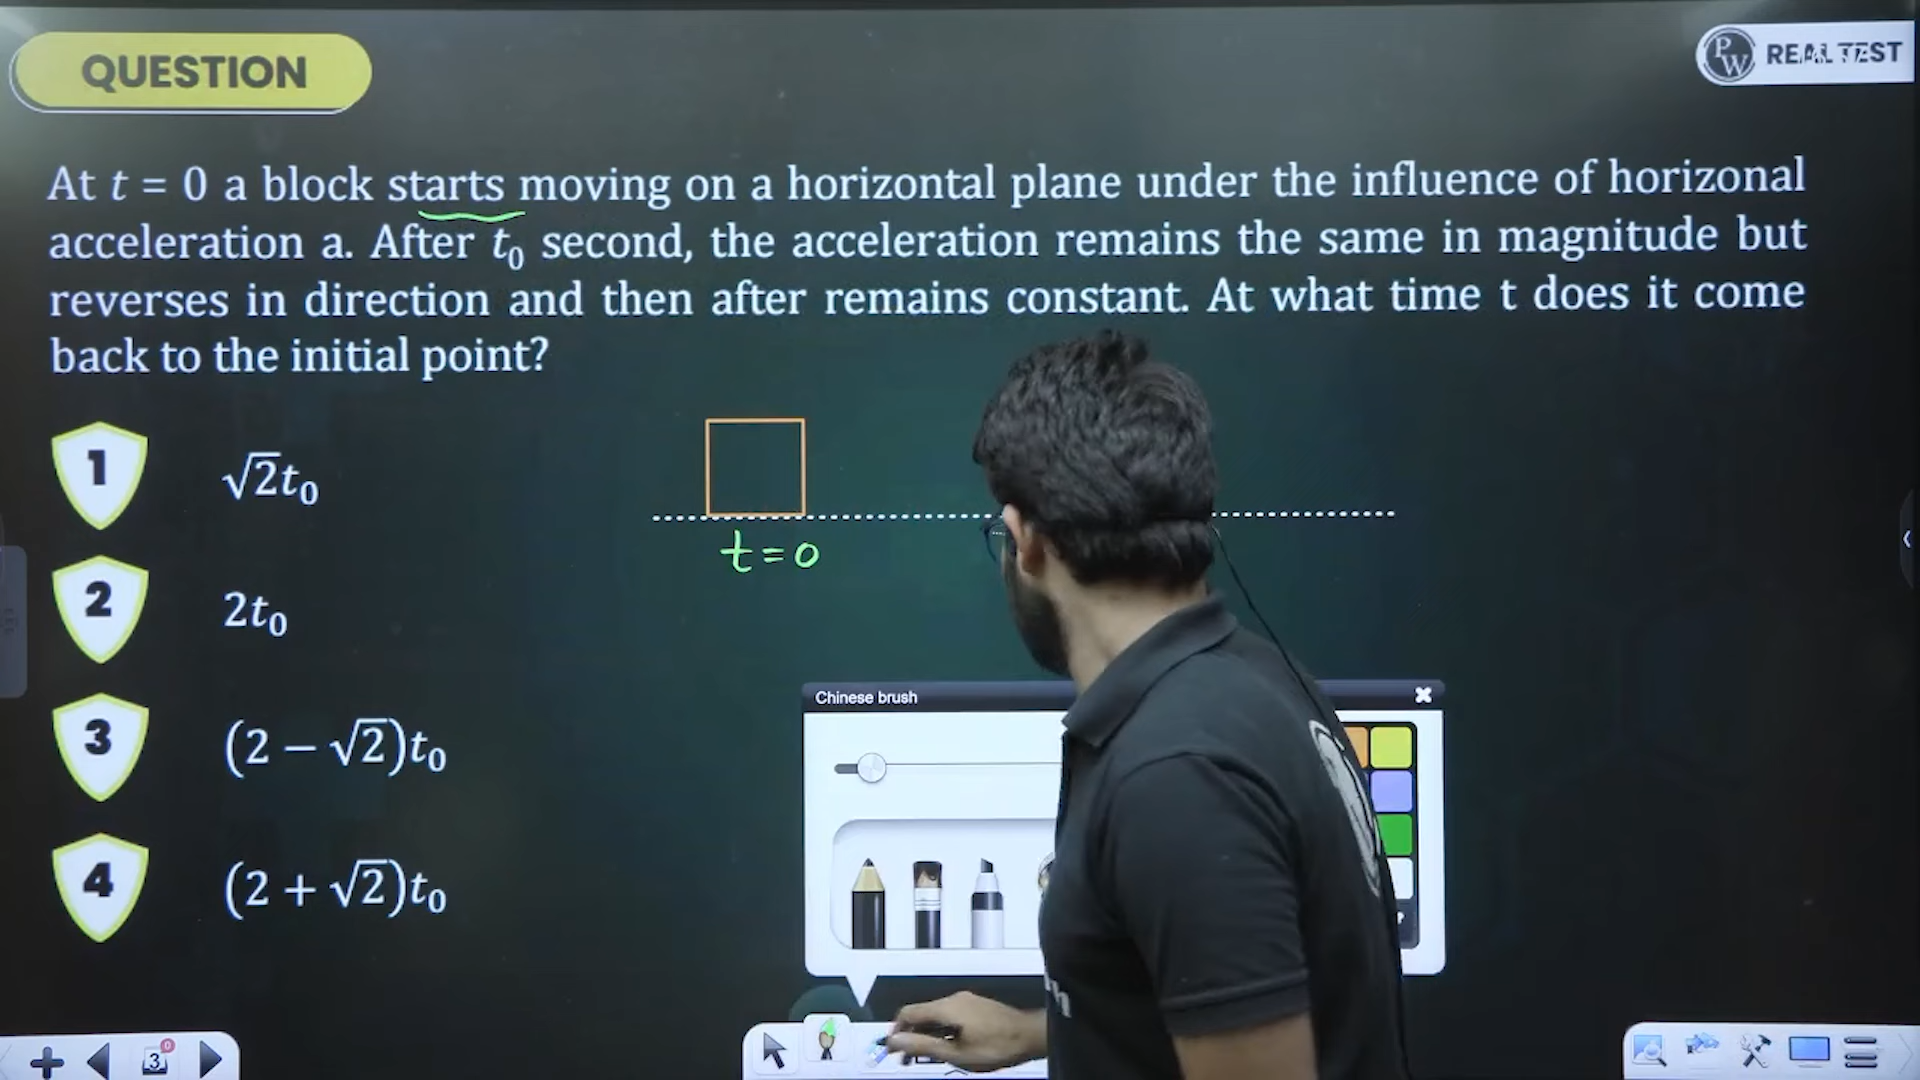 QUESTION
PW REAL TEST
At t = 0 a block starts moving on a horizontal plane under the influence of horizonal
acceleration a. After t₀ second, the acceleration remains the same in magnitude but
reverses in direction and then after remains constant. At what time t does it come
back to the initial point?
1 √2t₀
t=0
2 2t₀
Chinese brush
3 (2 − √2)t₀
4 (2 + √2)t₀
3
0